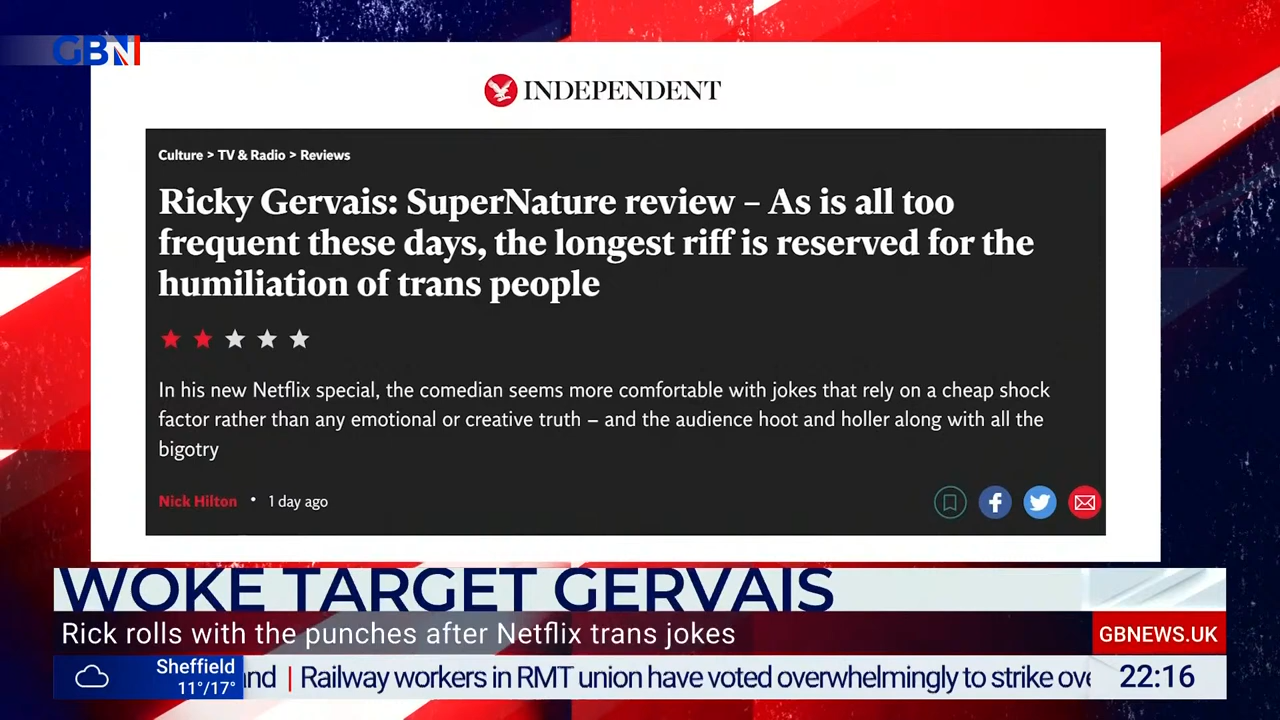 GBN
INDEPENDENT
Culture > TV & Radio > Reviews
Ricky Gervais: SuperNature review – As is all too
frequent these days, the longest riff is reserved for the
humiliation of trans people
In his new Netflix special, the comedian seems more comfortable with jokes that rely on a cheap shock
factor rather than any emotional or creative truth – and the audience hoot and holler along with all the
bigotry
Nick Hilton • 1 day ago
WOKE TARGET GERVAIS
Rick rolls with the punches after Netflix trans jokes
GBNEWS.UK
Sheffield
11°/17°
nd | Railway workers in RMT union have voted overwhelmingly to strike ove
22:16